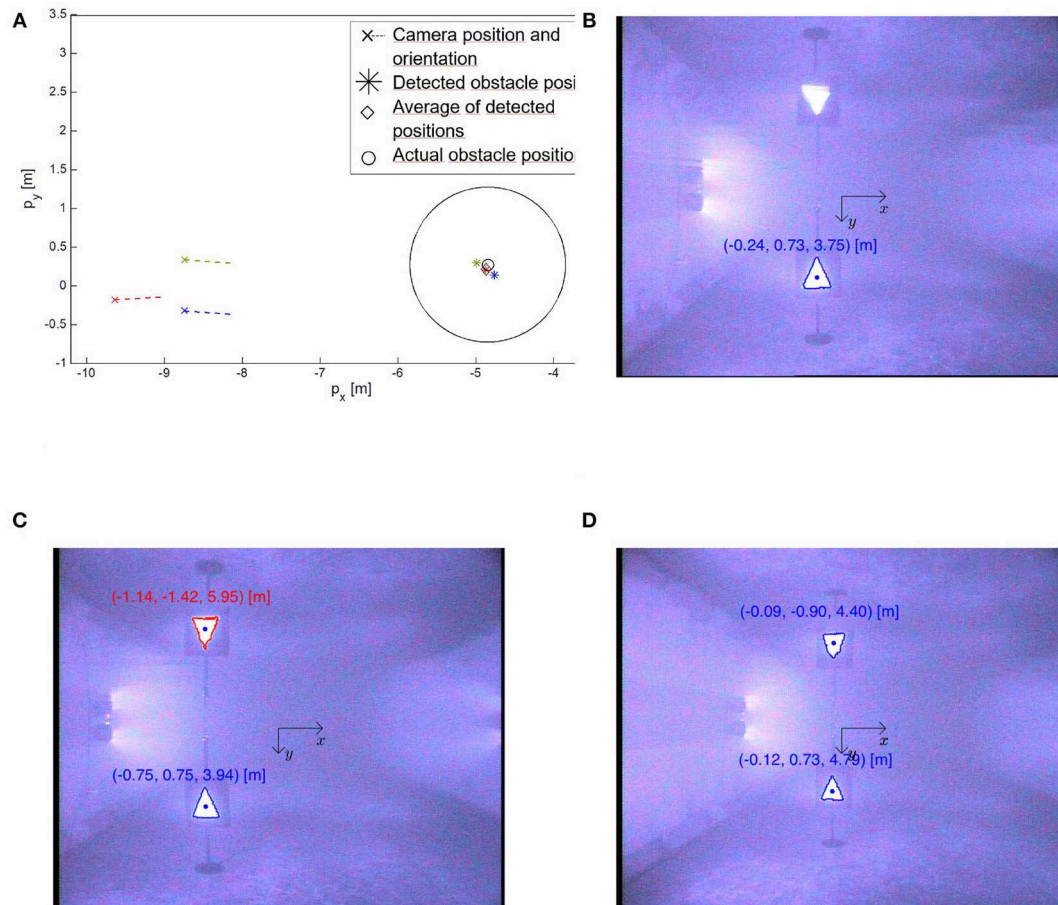 A
3.5
3
2.5
2
1.5
1
0.5
0
-0.5
-1
p_y [m]
-10
-9
-8
-7
-6
-5
-4
p_x [m]
Camera position and
orientation
Detected obstacle posi
Average of detected
positions
Actual obstacle position
B
x
y
(-0.24, 0.73, 3.75) [m]
C
(-1.14, -1.42, 5.95) [m]
x
y
(-0.75, 0.75, 3.94) [m]
D
(-0.09, -0.90, 4.40) [m]
x
y
(-0.12, 0.73, 4.79) [m]